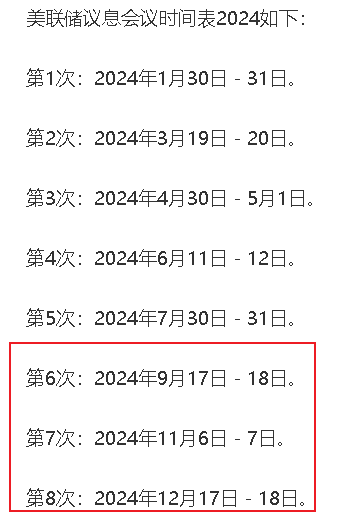 美联储议息会议时间表2024如下：
第1次：2024年1月30日 - 31日。
第2次：2024年3月19日 - 20日。
第3次：2024年4月30日 - 5月1日。
第4次：2024年6月11日 - 12日。
第5次：2024年7月30日 - 31日。
第6次：2024年9月17日 - 18日。
第7次：2024年11月6日 - 7日。
第8次：2024年12月17日 - 18日。